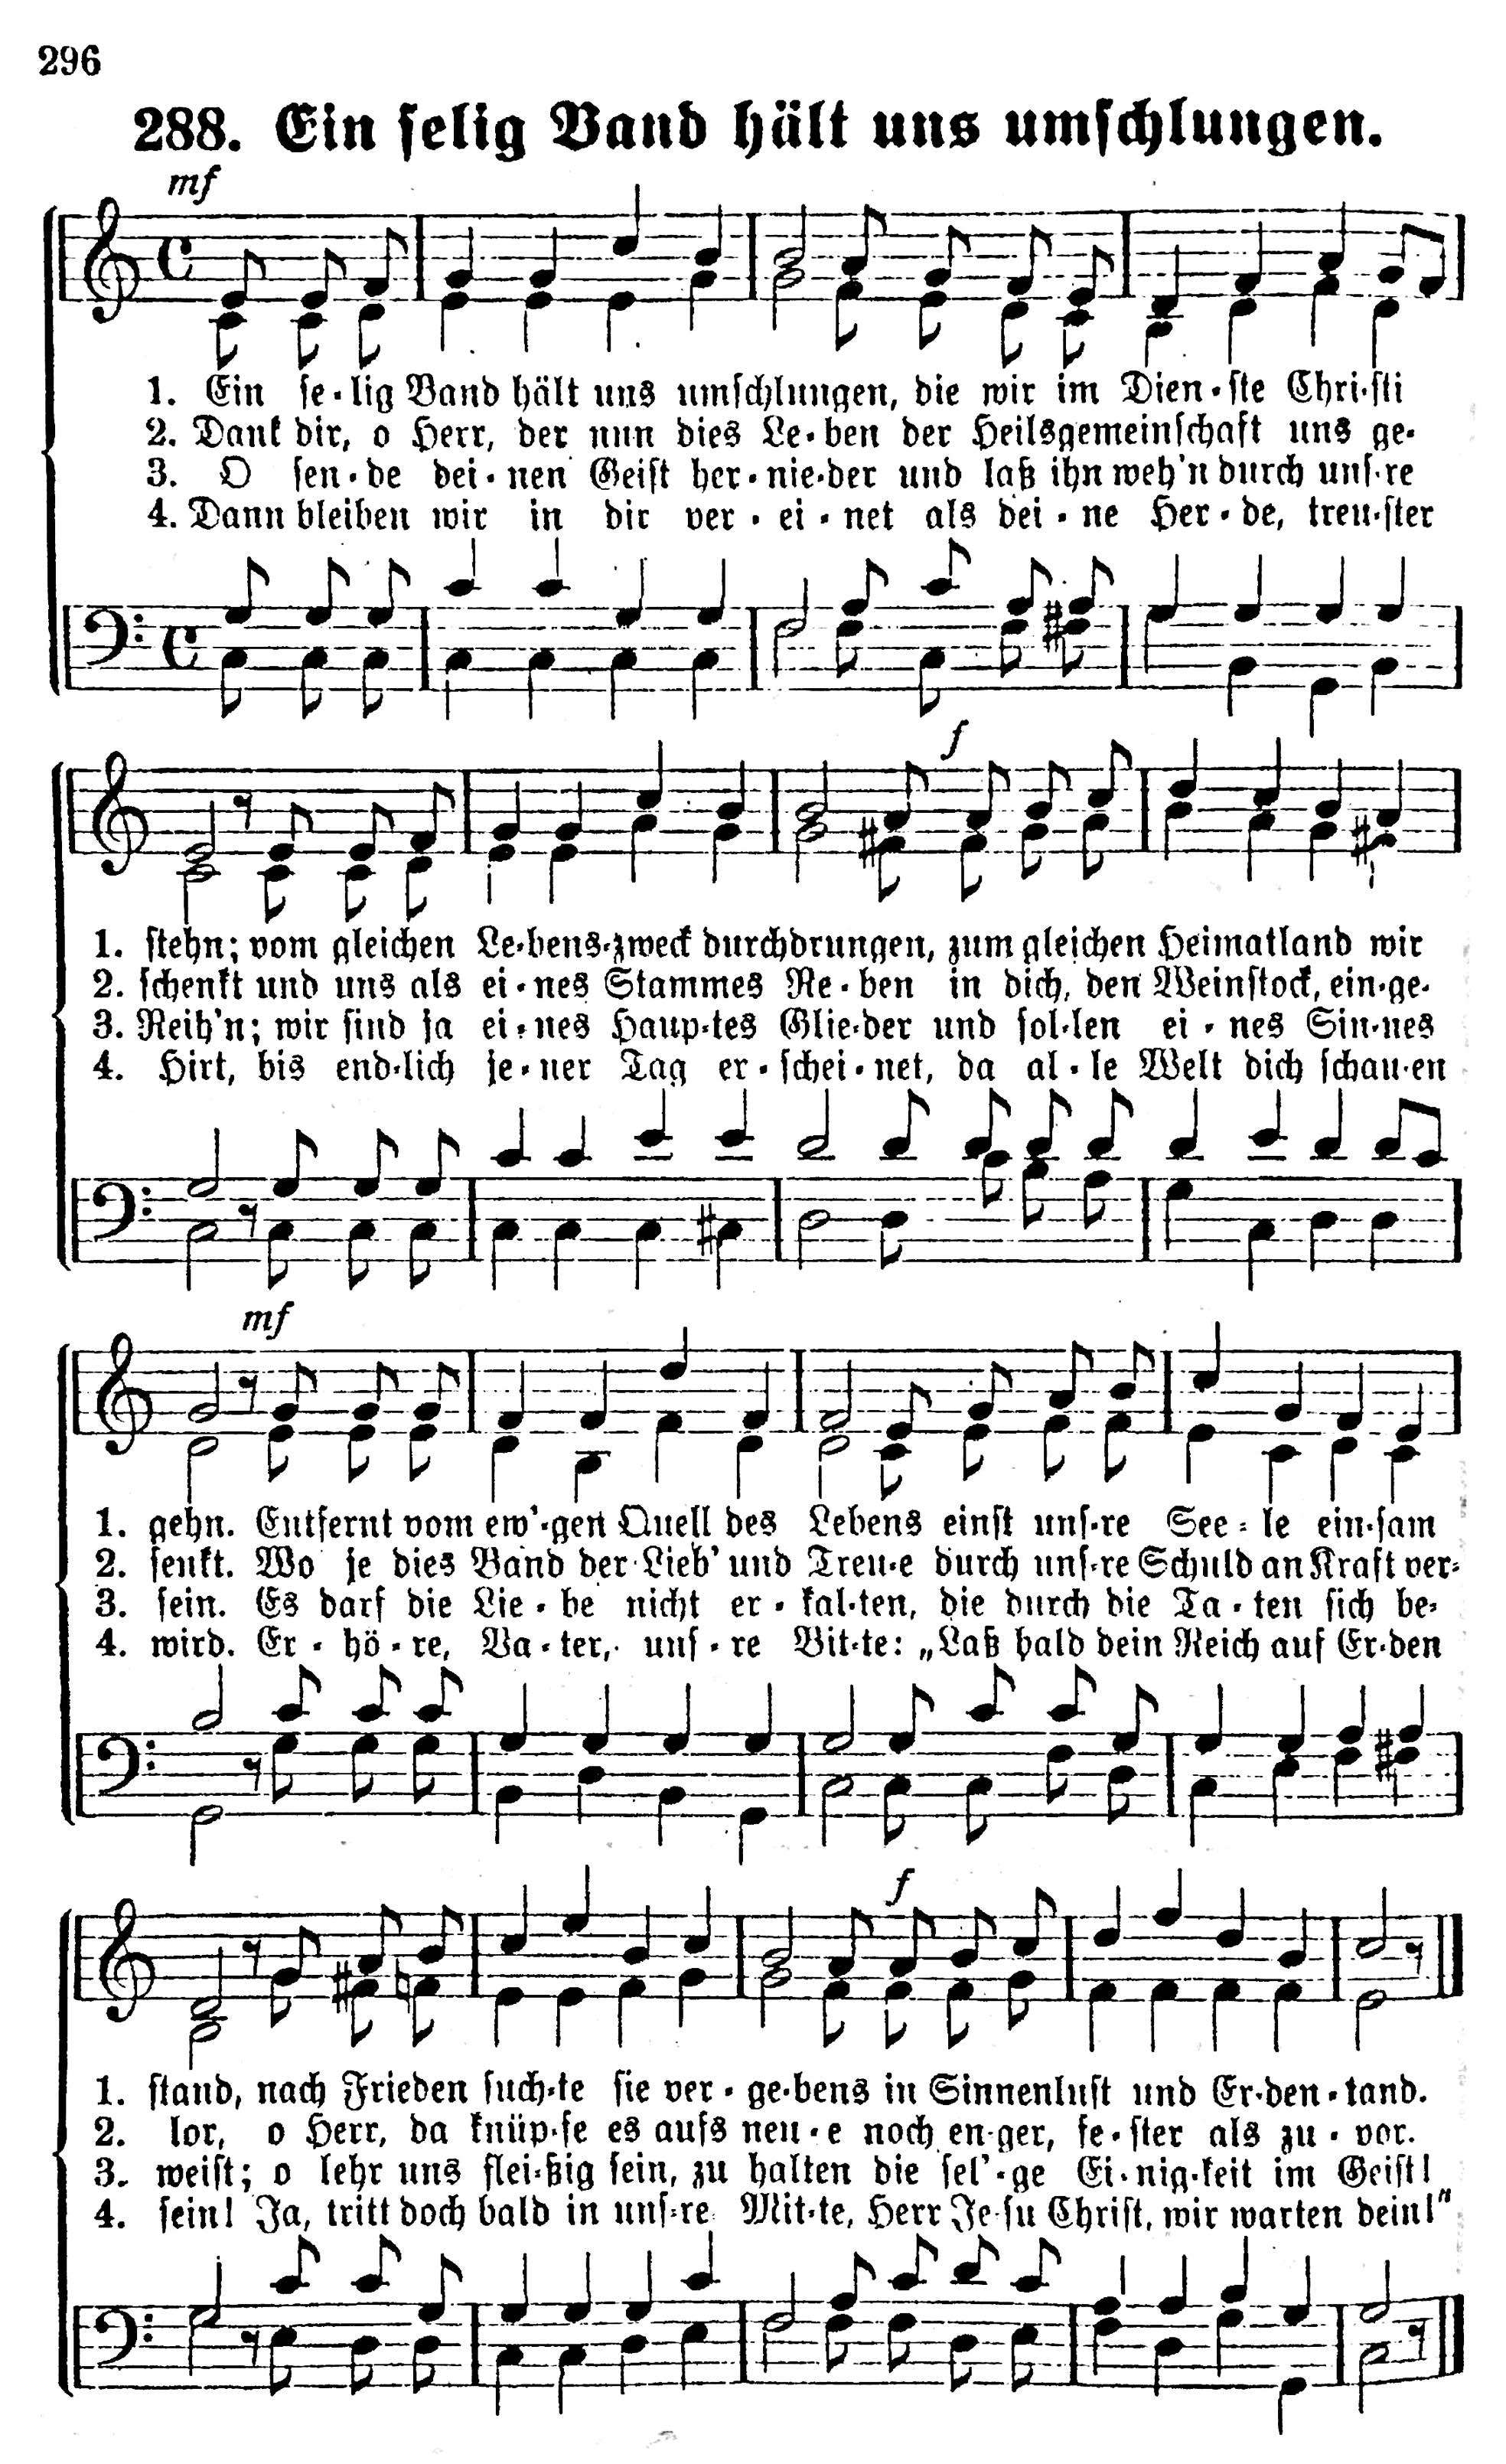 296
288. Ein selig Band hält uns umschlungen.
mf
1. Ein se-lig Band hält uns umschlungen, die wir im Dien-ste Chri-sti
2. Dank dir, o Herr, der nun dies Le-ben der Heilsgemeinschaft uns ge-
3. O sen-de dei-nen Geist her-nie-der und laß ihn weh'n durch uns-re
4. Dann bleiben wir in dir ver-ei-net als dei-ne Her-de, treu-ster
f
1. stehn; vom gleichen Le-bens-zweck durchdrungen, zum gleichen Heimatland wir
2. schenkt und uns als ei-nes Stammes Re-ben in dich, den Weinstock, ein-ge-
3. Reih'n; wir sind ja ei-nes Haup-tes Glie-der und sol-len ei-nes Sin-nes
4. Hirt, bis end-lich je-ner Tag er-schei-net, da al-le Welt dich schau-en
mf
1. gehn. Entfernt vom ew'-gen Quell des Lebens einst uns-re See-le ein-sam
2. senkt. Wo je dies Band der Lieb' und Treu-e durch uns-re Schuld an Kraft ver-
3. sein. Es darf die Lie-be nicht er-kal-ten, die durch die Ta-ten sich be-
4. wird. Er-hö-re, Va-ter, uns-re Bit-te: „Laß bald dein Reich auf Er-den
f
1. stand, nach Frieden such-te sie ver-ge-bens in Sinnenlust und Er-den-tand.
2. lor, o Herr, da knüp-fe es aufs neu-e noch en-ger, fe-ster als zu-vor.
3. weist; o lehr uns flei-ßig sein, zu halten die sel'-ge Ei-nig-keit im Geist!
4. sein! Ja, tritt doch bald in uns-re Mit-te, Herr Je-su Christ, wir warten dein!"